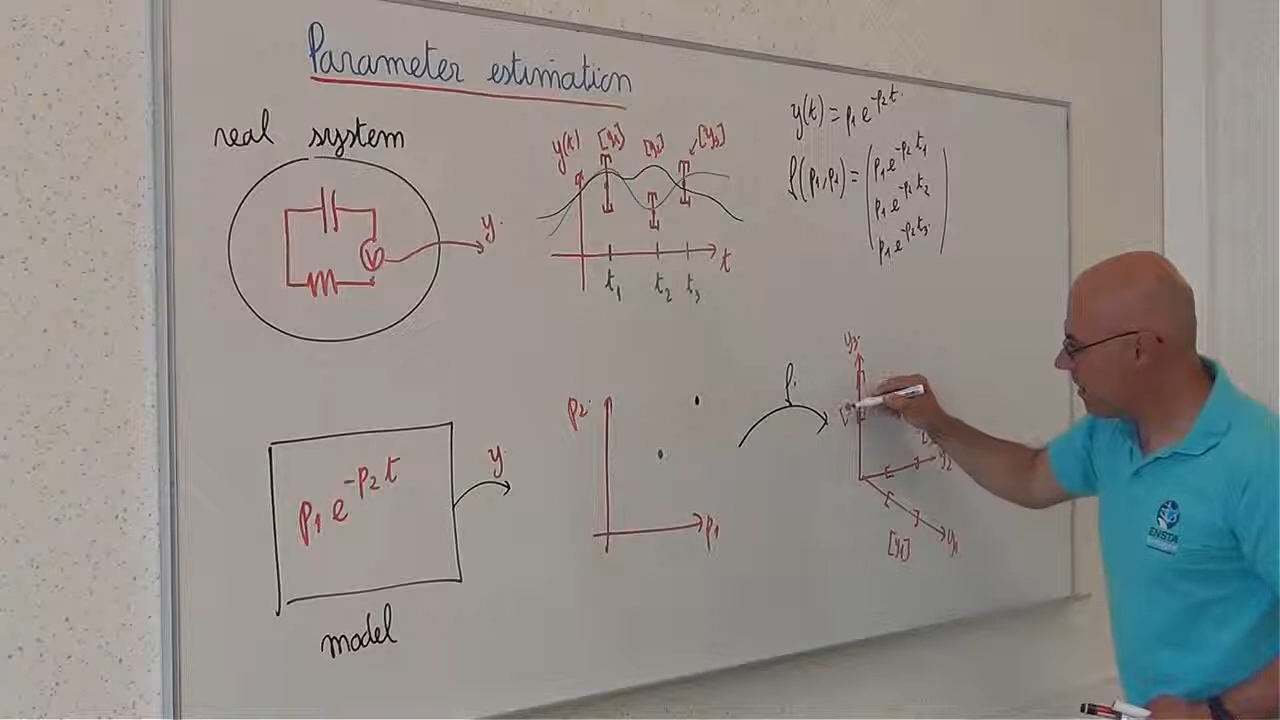 Parameter estimation
real system
V
y
y(t) [y1] [y2] [y3]
t
t1 t2 t3
y(t) = p1 e^-p2 t
f(p1, p1) = ( p1 e^-p2 t1
p1 e^-p2 t2
p1 e^-p2 t3 )
p1 e^-p2 t
y
model
p2
p1
f
y3
y2
[y1] y1
ENSTA